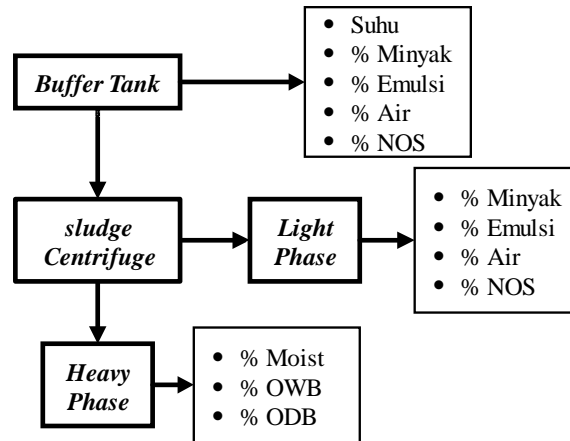 Buffer Tank
• Suhu
• % Minyak
• % Emulsi
• % Air
• % NOS
sludge
Centrifuge
Light
Phase
• % Minyak
• % Emulsi
• % Air
• % NOS
Heavy
Phase
• % Moist
• % OWB
• % ODB